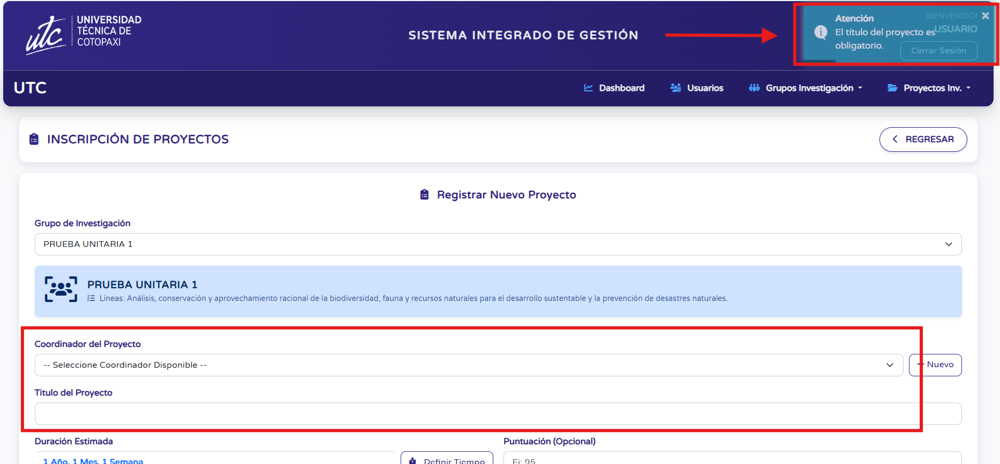 UNIVERSIDAD
TÉCNICA DE
COTOPAXI
utc
SISTEMA INTEGRADO DE GESTIÓN
BIENVENIDO!
USUARIO
Cerrar Sesión
Atención
El título del proyecto es
obligatorio.
UTC
Dashboard
Usuarios
Grupos Investigación
Proyectos Inv.
INSCRIPCIÓN DE PROYECTOS
REGRESAR
Registrar Nuevo Proyecto
Grupo de Investigación
PRUEBA UNITARIA 1
PRUEBA UNITARIA 1
Líneas: Análisis, conservación y aprovechamiento racional de la biodiversidad, fauna y recursos naturales para el desarrollo sustentable y la prevención de desastres naturales.
Coordinador del Proyecto
-- Seleccione Coordinador Disponible --
+ Nuevo
Titulo del Proyecto
Duración Estimada
Puntuación (Opcional)
1 Año, 1 Mes, 1 Semana
Definir Tiempo
Ej: 95